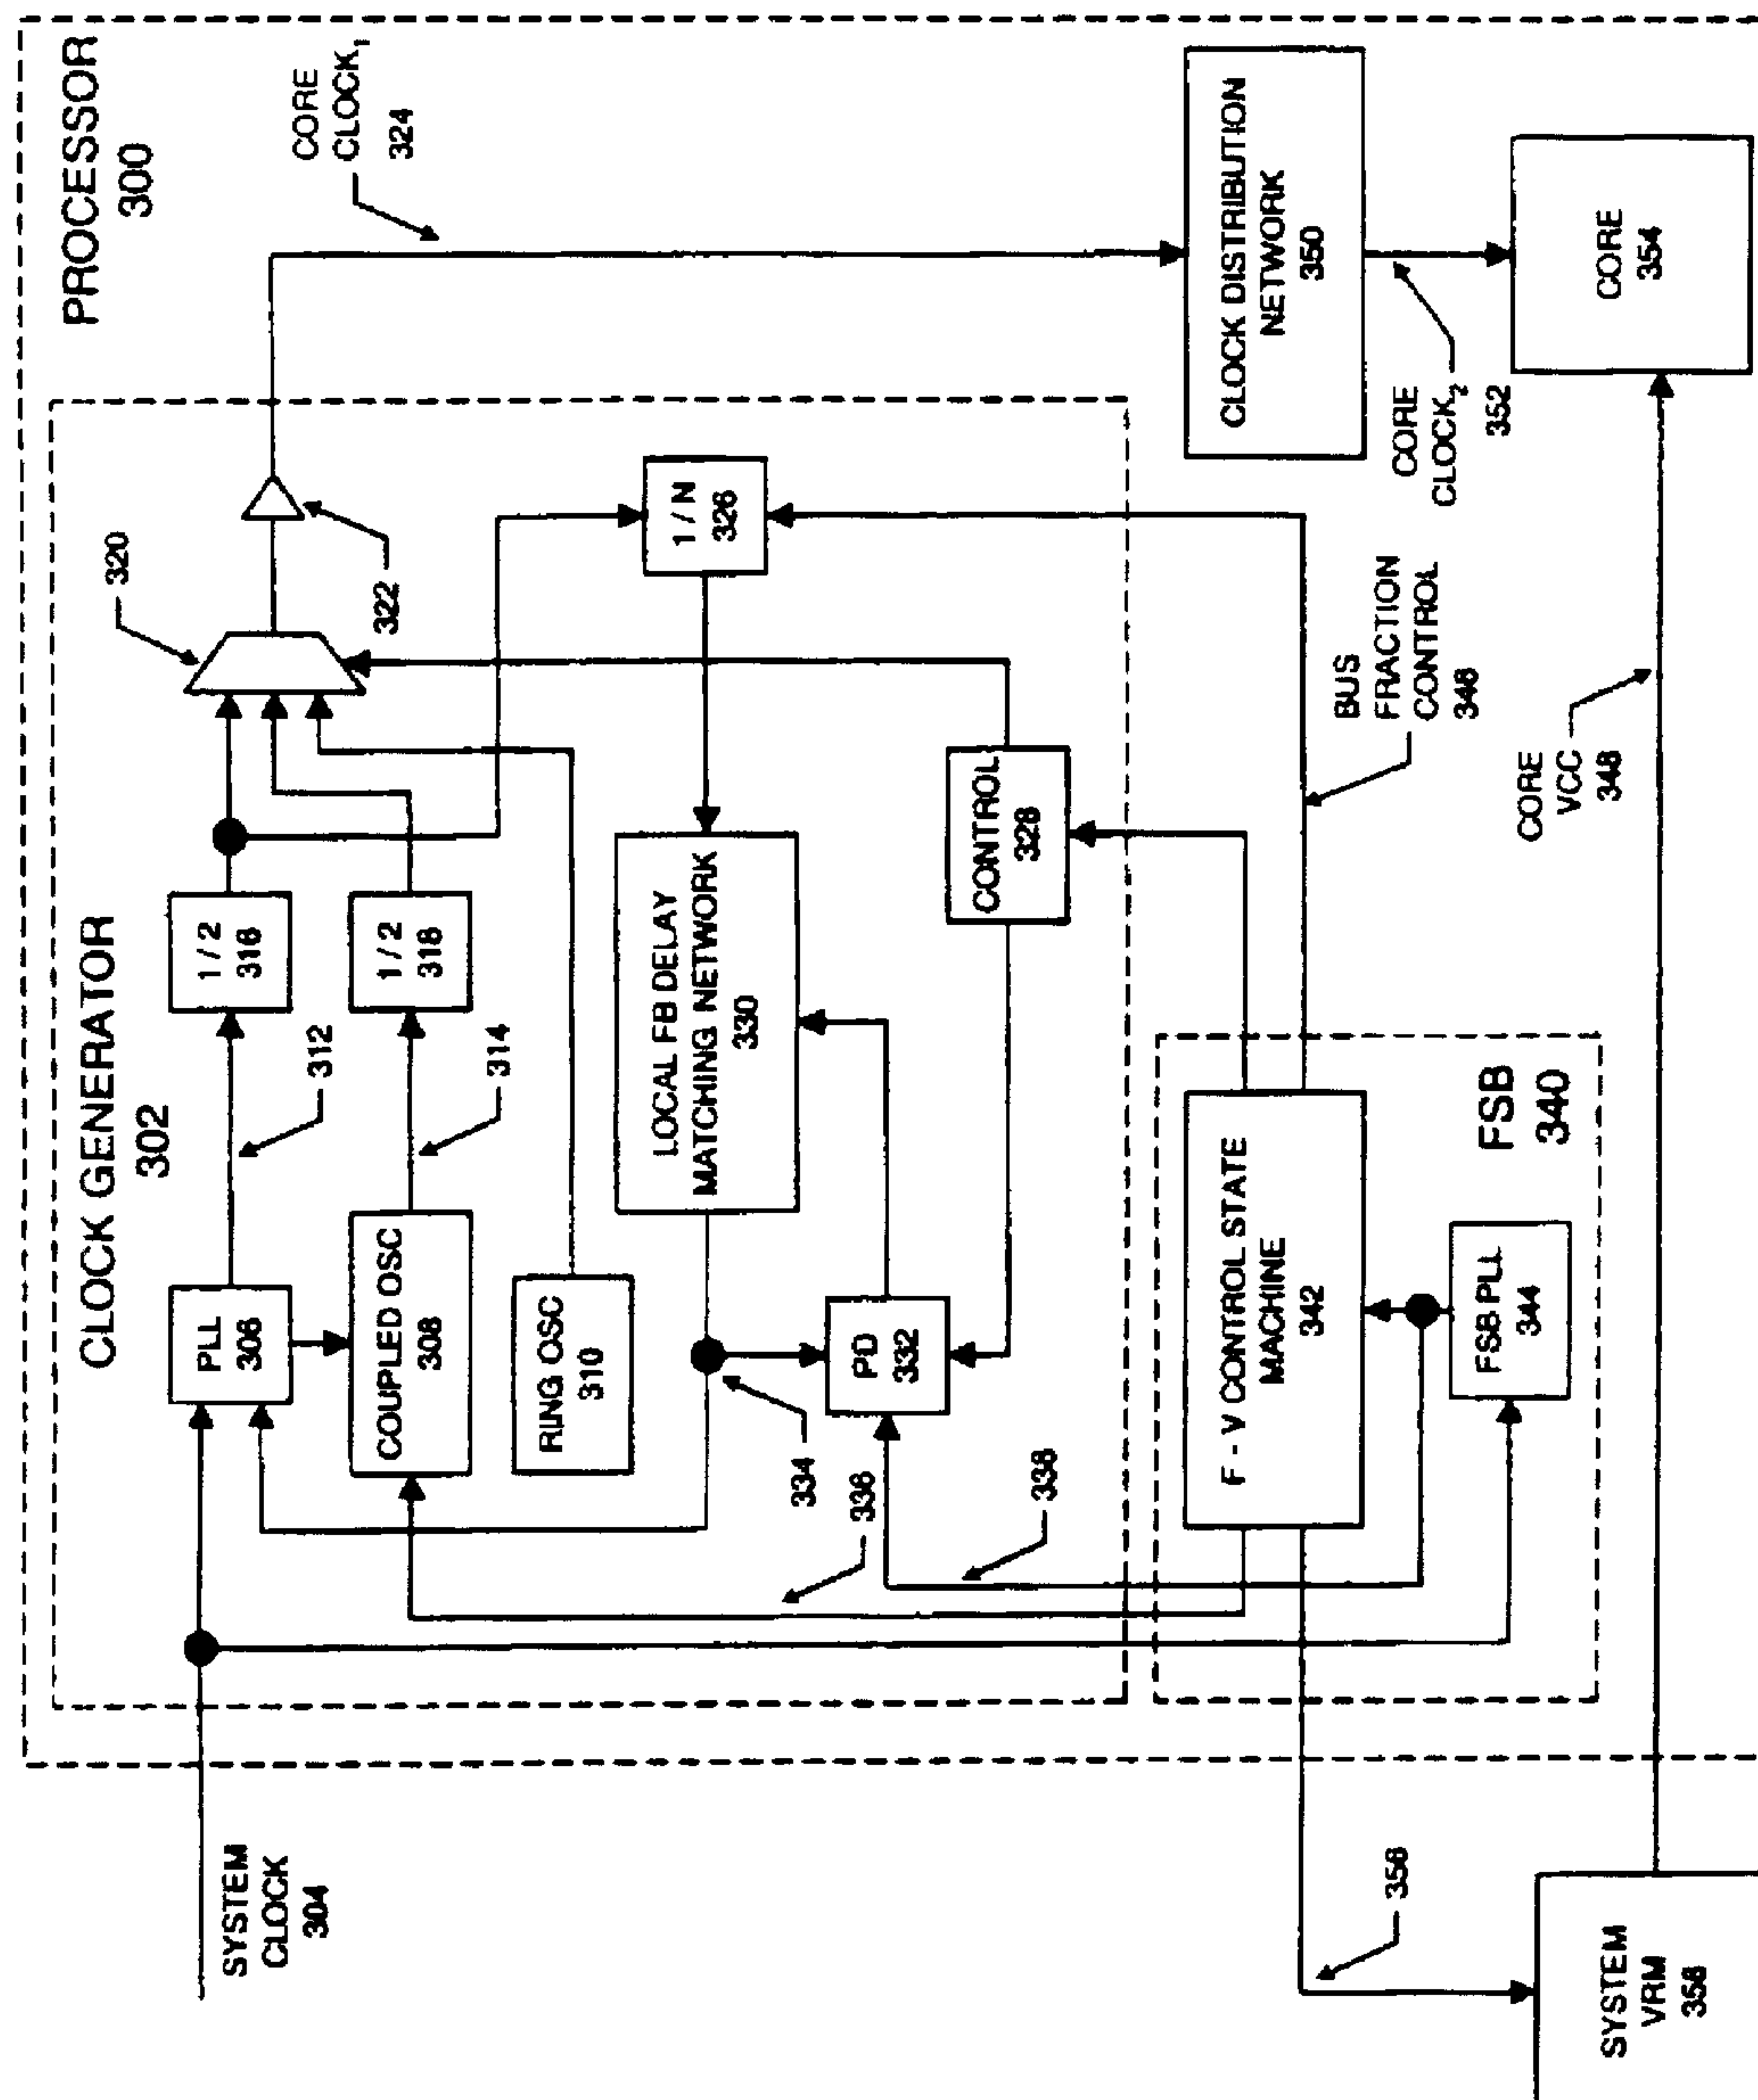 PROCESSOR
300
CLOCK GENERATOR
302
SYSTEM
CLOCK
304
PLL
306
312
1 / 2
316
320
322
CORE
CLOCK1
324
COUPLED OSC
308
314
1 / 2
318
RING OSC
310
LOCAL FB DELAY
MATCHING NETWORK
330
1 / N
326
334
PD
332
CONTROL
328
336
338
F - V CONTROL STATE
MACHINE
342
FSB PLL
344
FSB
340
BUS
FRACTION
CONTROL
346
CLOCK DISTRIBUTION
NETWORK
350
CORE
CLOCK2
352
CORE
354
CORE
VCC
348
356
SYSTEM
VRM
358